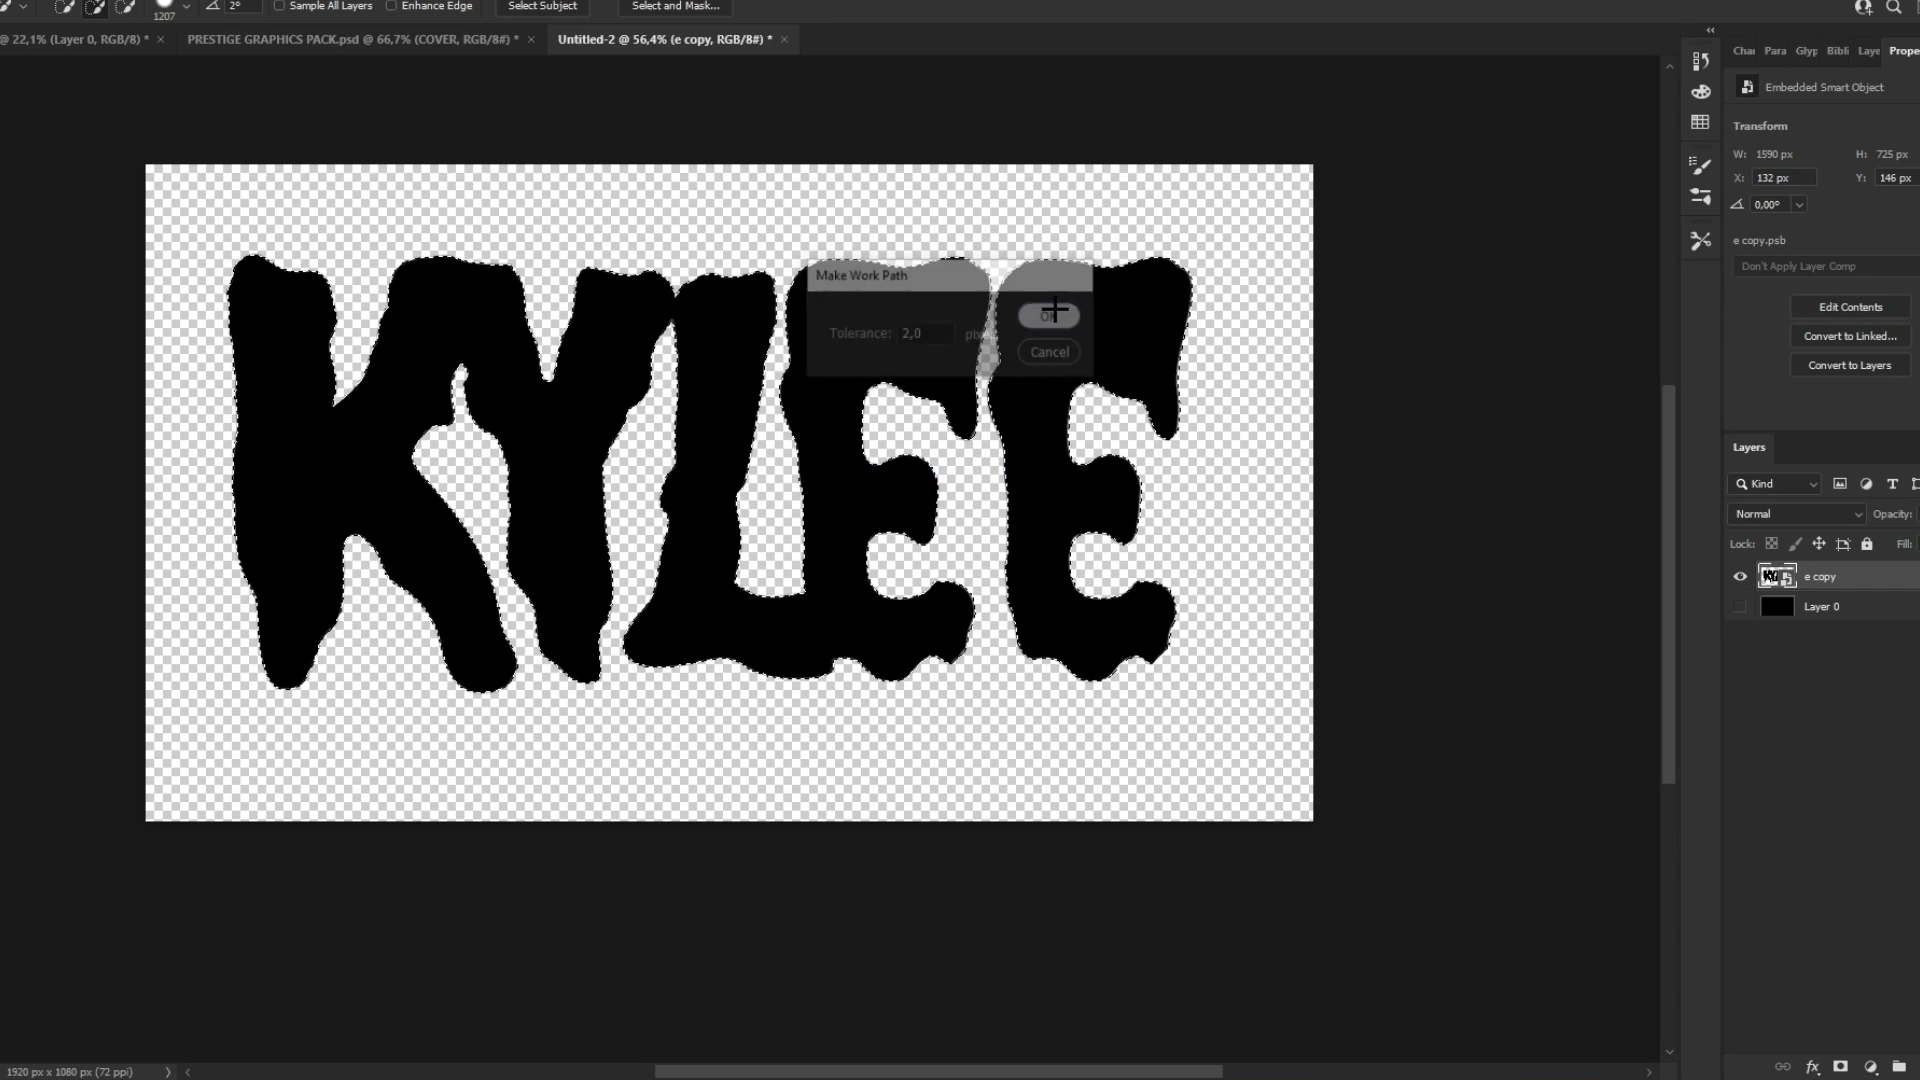 1207
2°
Sample All Layers
Enhance Edge
Select Subject
Select and Mask...
@ 22,1% (Layer 0, RGB/8) *
PRESTIGE GRAPHICS PACK.psd @ 66,7% (COVER, RGB/8#) *
Untitled-2 @ 56,4% (e copy, RGB/8#) *
Char
Para
Glyp
Bibli
Laye
Prope
Embedded Smart Object
Transform
W: 1590 px
H: 725 px
X: 132 px
Y: 146 px
0,00°
e copy.psb
Don't Apply Layer Comp
Edit Contents
Convert to Linked...
Convert to Layers
KYLEE
Make Work Path
Tolerance: 2,0
Cancel
Layers
Kind
Normal
Opacity:
Lock:
Fill:
e copy
Layer 0
1920 px x 1080 px (72 ppi)